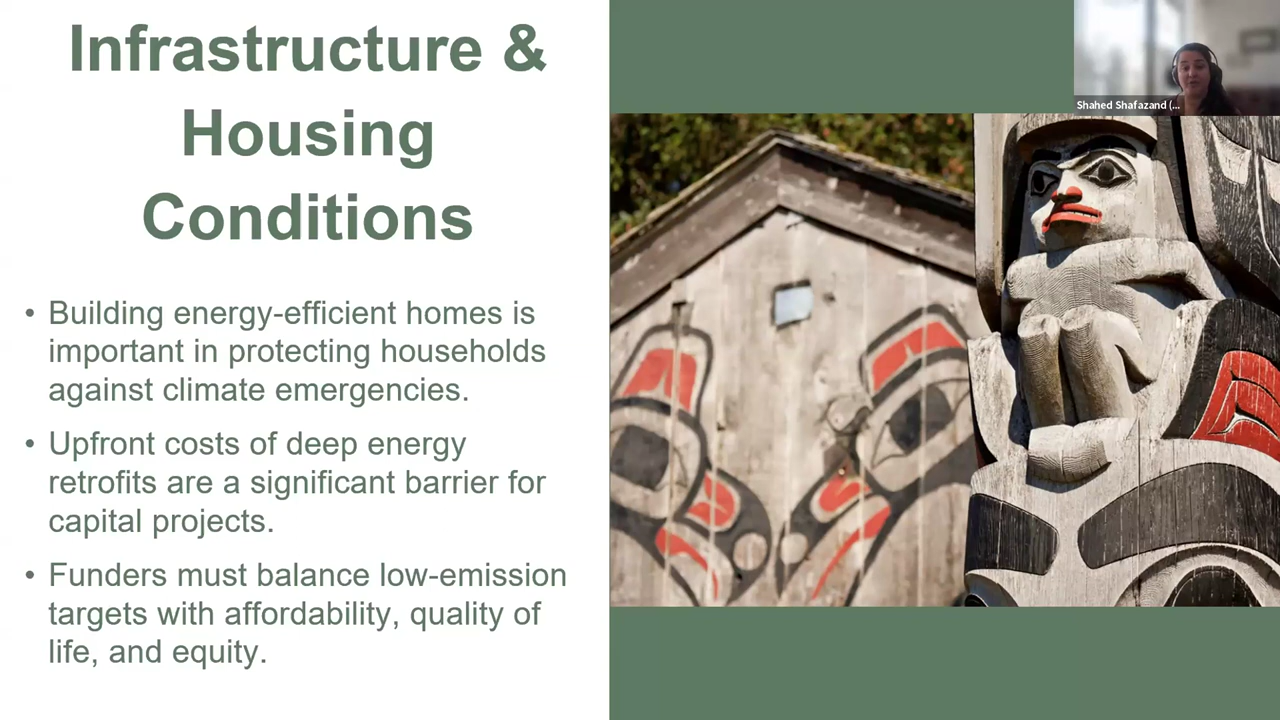 Infrastructure &
Housing
Conditions
• Building energy-efficient homes is
important in protecting households
against climate emergencies.
• Upfront costs of deep energy
retrofits are a significant barrier for
capital projects.
• Funders must balance low-emission
targets with affordability, quality of
life, and equity.
Shahed Shafazand (...